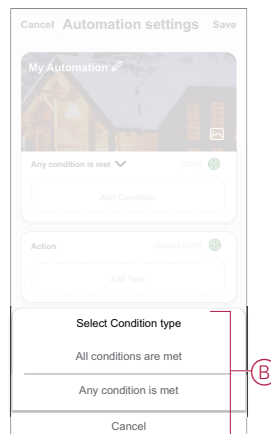 Cancel Automation settings Save
My Automation
Any condition is met
Add Condition
Action
Add Task
Select Condition type
All conditions are met
Any condition is met
Cancel
B